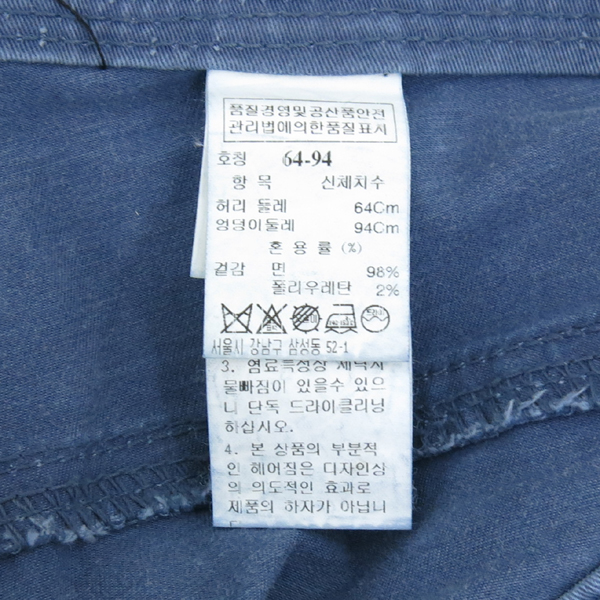 품질경영및공산품안전
관리법에의한품질표시
호칭 64-94
항 목 신체치수
허리 둘레 64Cm
엉덩이둘레 94Cm
혼 용 률 (%)
겉감 면 98%
폴리우레탄 2%
서울시 강남구 삼성동 52-1
3. 염료특성상 세탁시
물빠짐이 있을수 있으
니 단독 드라이클리닝
하십시오.
4. 본 상품의 부분적
인 헤어짐은 디자인상
의 의도적인 효과로
제품의 하자가 아닙니